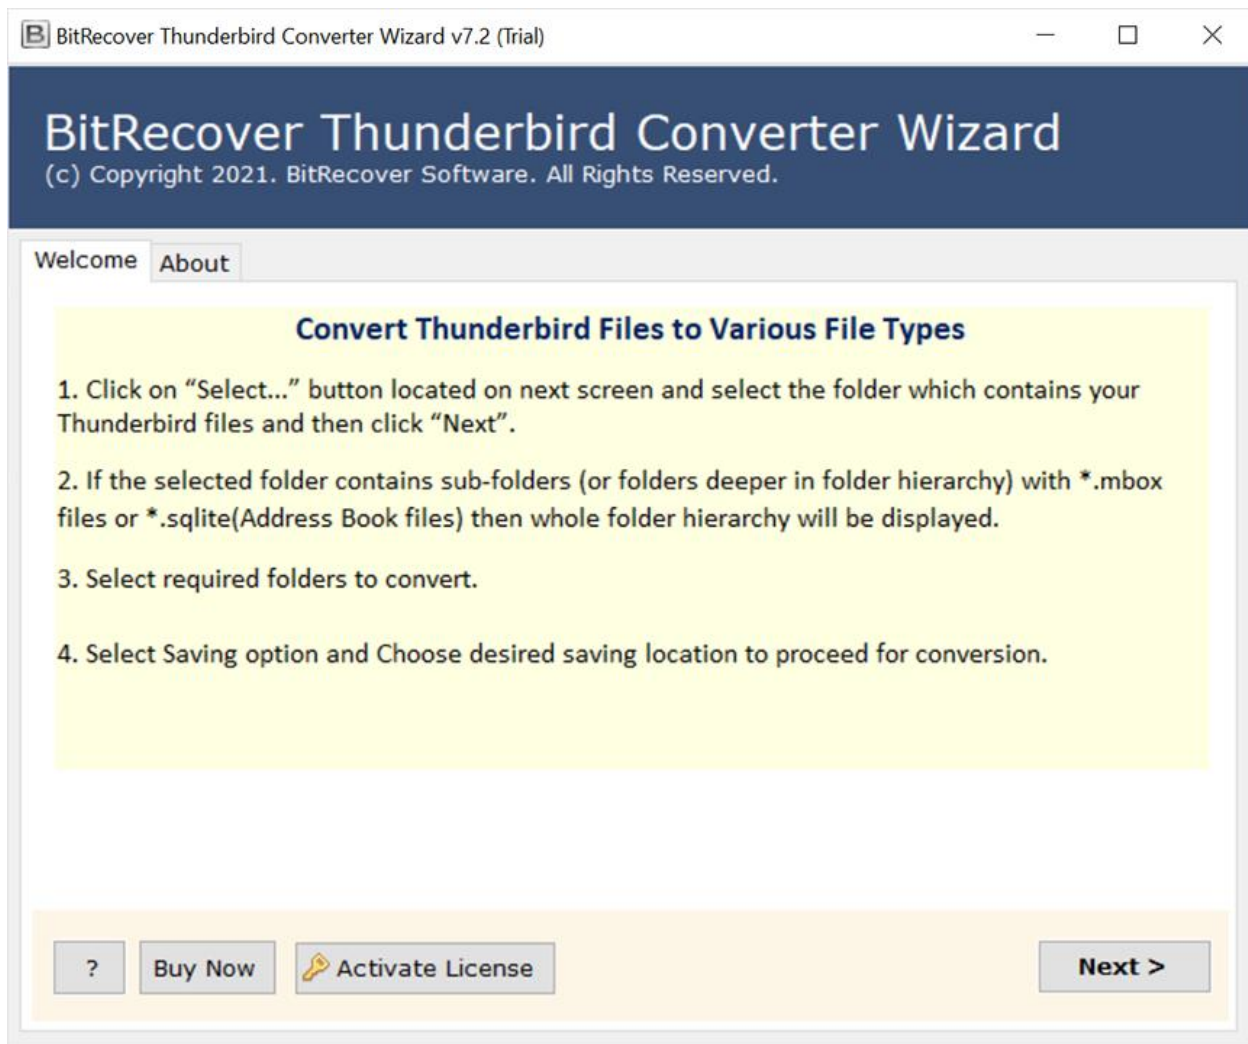 BitRecover Thunderbird Converter Wizard v7.2 (Trial)
BitRecover Thunderbird Converter Wizard
(c) Copyright 2021. BitRecover Software. All Rights Reserved.
Welcome About
Convert Thunderbird Files to Various File Types
1. Click on “Select...” button located on next screen and select the folder which contains your
Thunderbird files and then click “Next”.
2. If the selected folder contains sub-folders (or folders deeper in folder hierarchy) with *.mbox
files or *.sqlite(Address Book files) then whole folder hierarchy will be displayed.
3. Select required folders to convert.
4. Select Saving option and Choose desired saving location to proceed for conversion.
? Buy Now Activate License Next >